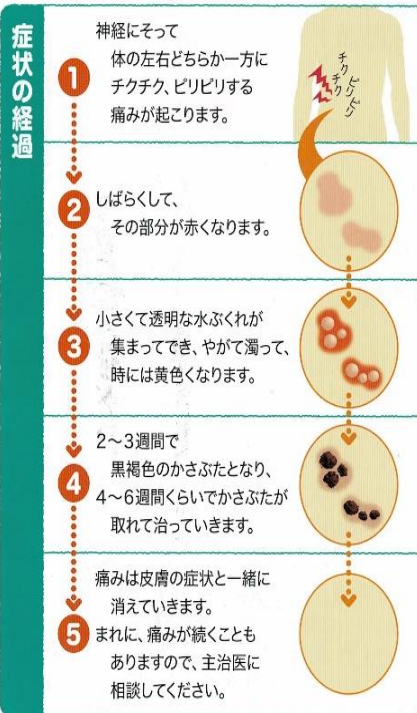 症状の経過
1
神経にそって
体の左右どちらか一方に
チクチク、ピリピリする
痛みが起こります。
チクチク
ピリピリ
2
しばらくして、
その部分が赤くなります。
3
小さくて透明な水ぶくれが
集まってでき、やがて濁って、
時には黄色くなります。
4
2~3週間で
黒褐色のかさぶたとなり、
4~6週間くらいでかさぶたが
取れて治っていきます。
5
痛みは皮膚の症状と一緒に
消えていきます。
まれに、痛みが続くことも
ありますので、主治医に
相談してください。